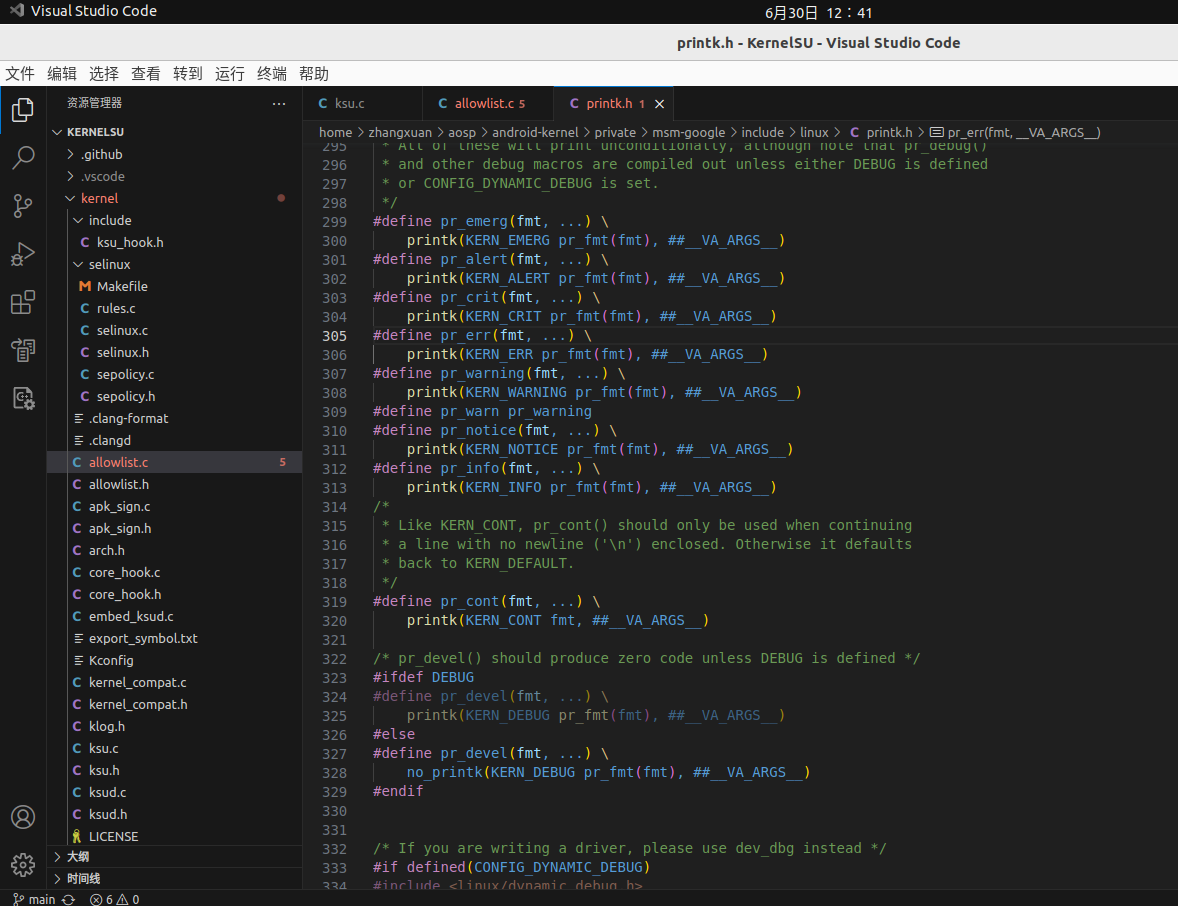 Visual Studio Code
6月30日 12：41
printk.h - KernelSU - Visual Studio Code
文件 编辑 选择 查看 转到 运行 终端 帮助
资源管理器 ···
KERNELSU
.github
.vscode
kernel
include
C ksu_hook.h
selinux
M Makefile
C rules.c
C selinux.c
C selinux.h
C sepolicy.c
C sepolicy.h
.clang-format
.clangd
C allowlist.c 5
C allowlist.h
C apk_sign.c
C apk_sign.h
C arch.h
C core_hook.c
C core_hook.h
C embed_ksud.c
export_symbol.txt
Kconfig
C kernel_compat.c
C kernel_compat.h
C klog.h
C ksu.c
C ksu.h
C ksud.c
C ksud.h
LICENSE
大纲
时间线
C ksu.c
C allowlist.c 5
C printk.h 1 ×
home > zhangxuan > aosp > android-kernel > private > msm-google > include > linux > C printk.h > pr_err(fmt, __VA_ARGS__)
295 * All of these will print unconditionally, although note that pr_debug()
296 * and other debug macros are compiled out unless either DEBUG is defined
297 * or CONFIG_DYNAMIC_DEBUG is set.
298 */
299 #define pr_emerg(fmt, ...) \
300 printk(KERN_EMERG pr_fmt(fmt), ##__VA_ARGS__)
301 #define pr_alert(fmt, ...) \
302 printk(KERN_ALERT pr_fmt(fmt), ##__VA_ARGS__)
303 #define pr_crit(fmt, ...) \
304 printk(KERN_CRIT pr_fmt(fmt), ##__VA_ARGS__)
305 #define pr_err(fmt, ...) \
306 printk(KERN_ERR pr_fmt(fmt), ##__VA_ARGS__)
307 #define pr_warning(fmt, ...) \
308 printk(KERN_WARNING pr_fmt(fmt), ##__VA_ARGS__)
309 #define pr_warn pr_warning
310 #define pr_notice(fmt, ...) \
311 printk(KERN_NOTICE pr_fmt(fmt), ##__VA_ARGS__)
312 #define pr_info(fmt, ...) \
313 printk(KERN_INFO pr_fmt(fmt), ##__VA_ARGS__)
314 /*
315 * Like KERN_CONT, pr_cont() should only be used when continuing
316 * a line with no newline ('\n') enclosed. Otherwise it defaults
317 * back to KERN_DEFAULT.
318 */
319 #define pr_cont(fmt, ...) \
320 printk(KERN_CONT fmt, ##__VA_ARGS__)
321
322 /* pr_devel() should produce zero code unless DEBUG is defined */
323 #ifdef DEBUG
324 #define pr_devel(fmt, ...) \
325 printk(KERN_DEBUG pr_fmt(fmt), ##__VA_ARGS__)
326 #else
327 #define pr_devel(fmt, ...) \
328 no_printk(KERN_DEBUG pr_fmt(fmt), ##__VA_ARGS__)
329 #endif
330
331
332 /* If you are writing a driver, please use dev_dbg instead */
333 #if defined(CONFIG_DYNAMIC_DEBUG)
334 #include <linux/dynamic_debug.h>
main 6 0